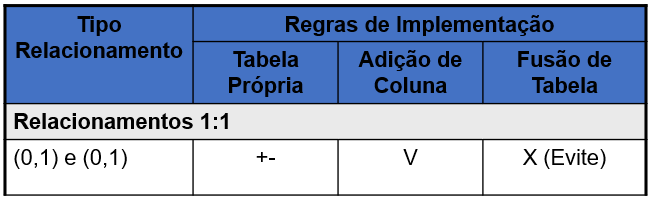 Tipo
Relacionamento
Regras de Implementação
Tabela
Própria
Adição de
Coluna
Fusão de
Tabela
Relacionamentos 1:1
(0,1) e (0,1)
+-
V
X (Evite)